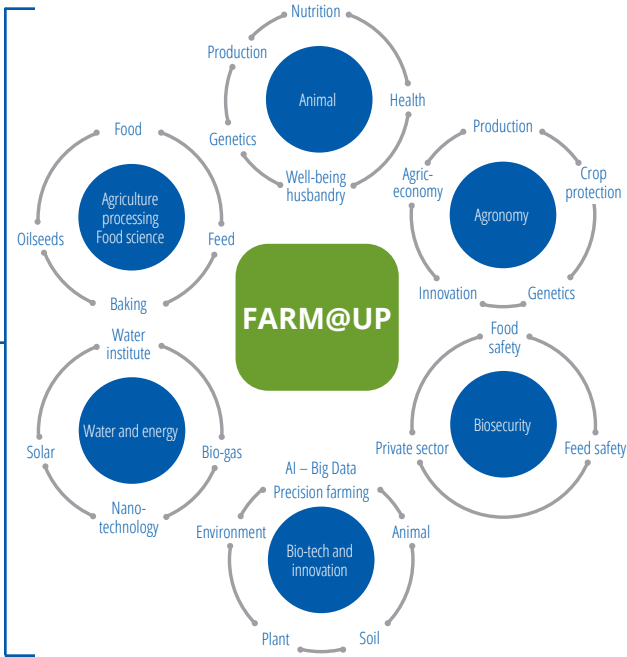 Nutrition
Production
Animal
Health
Genetics
Well-being
husbandry
Production
Agric-
economy
Crop
protection
Agronomy
Innovation
Genetics
Food
Agriculture
processing
Food science
Oilseeds
Feed
Baking
FARM@UP
Water
institute
Water and energy
Solar
Bio-gas
Nano-
technology
Food
safety
Biosecurity
Private sector
Feed safety
AI – Big Data
Precision farming
Environment
Animal
Bio-tech and
innovation
Plant
Soil